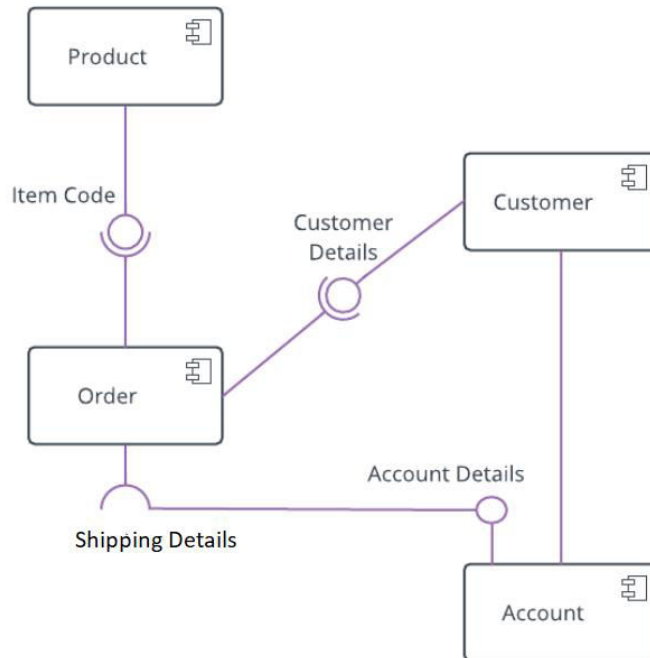 Product
Item Code
Customer
Customer
Details
Order
Account Details
Shipping Details
Account